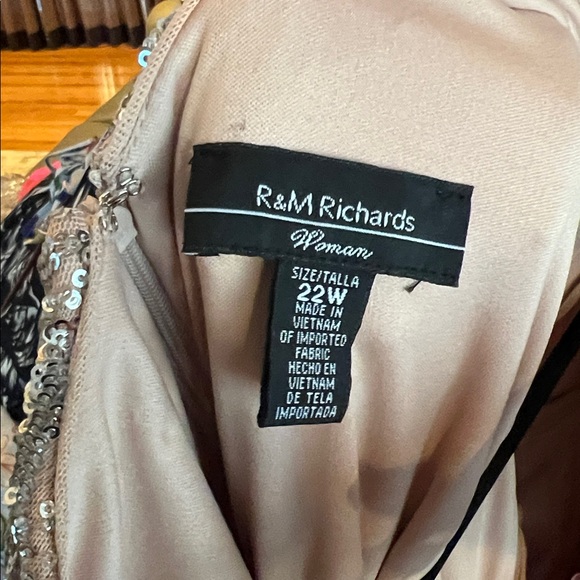 R&M Richards
Woman
SIZE/TALLA
22W
MADE IN
VIETNAM
OF IMPORTED
FABRIC
HECHO EN
VIETNAM
DE TELA
IMPORTADA